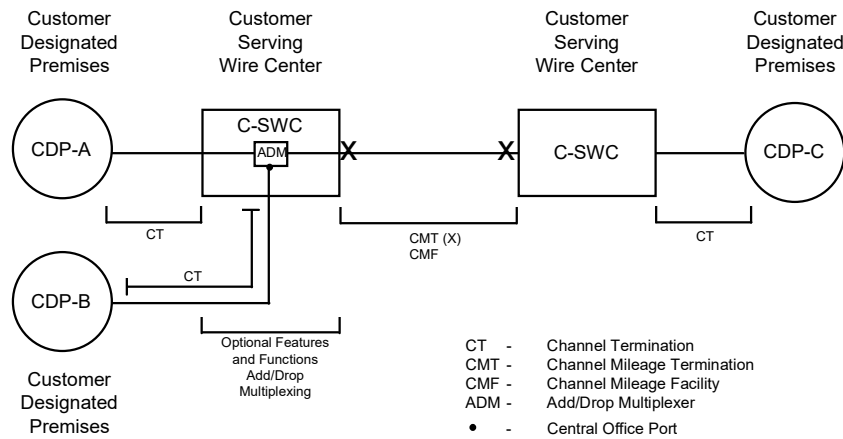 Customer
Designated
Premises
Customer
Serving
Wire Center
Customer
Serving
Wire Center
Customer
Designated
Premises
CDP-A
C-SWC
ADM
X
X
C-SWC
CDP-C
CT
CMT (X)
CMF
CT
CT
CDP-B
Optional Features
and Functions
Add/Drop
Multiplexing
Customer
Designated
Premises
CT - Channel Termination
CMT - Channel Mileage Termination
CMF - Channel Mileage Facility
ADM - Add/Drop Multiplexer
• - Central Office Port